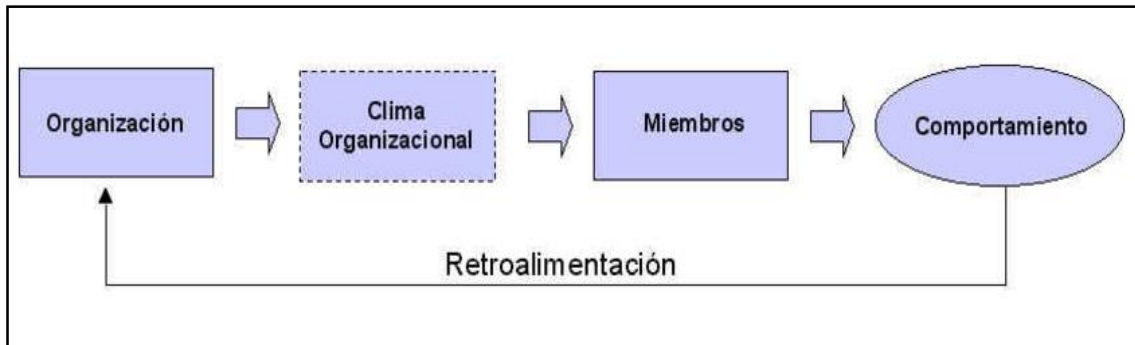 Organización
Clima
Organizacional
Miembros
Comportamiento
Retroalimentación